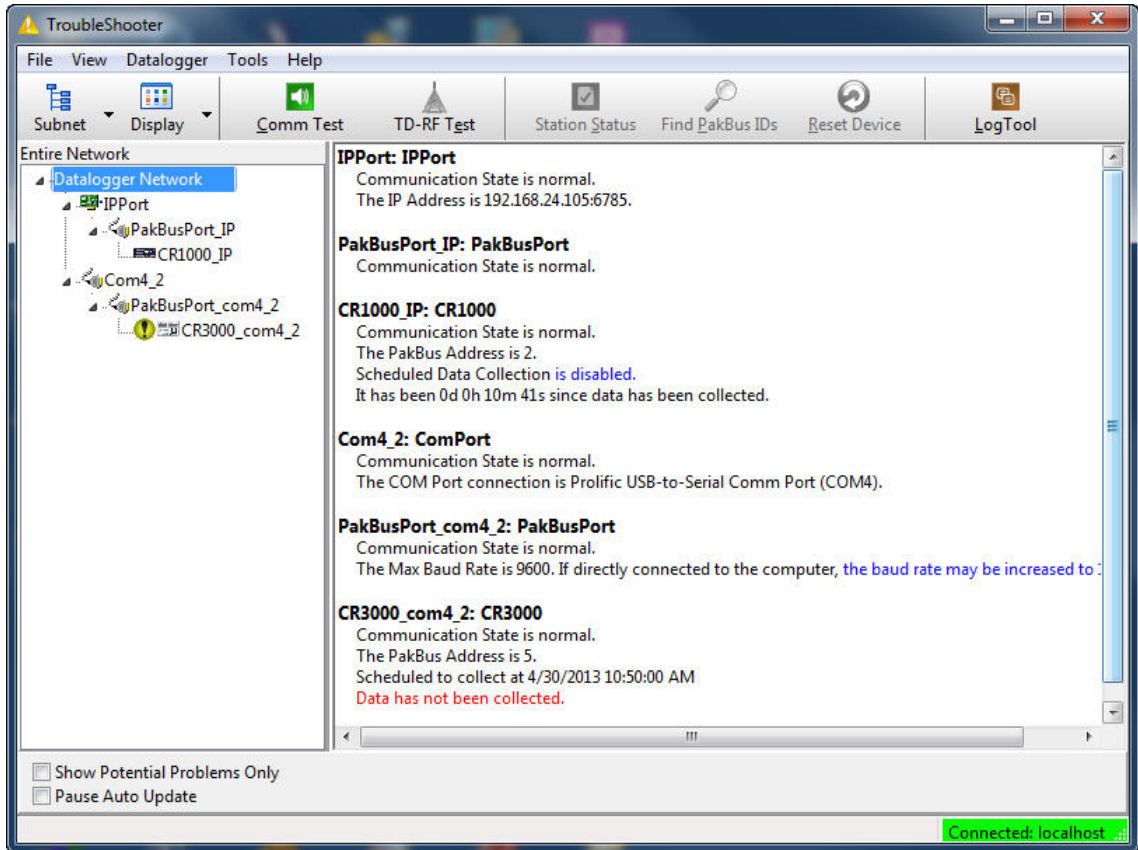 TroubleShooter
File View Datalogger Tools Help
Subnet Display Comm Test TD-RF Test Station Status Find PakBus IDs Reset Device LogTool
Entire Network
Datalogger Network
IPPort
PakBusPort_IP
CR1000_IP
Com4_2
PakBusPort_com4_2
CR3000_com4_2
IPPort: IPPort
Communication State is normal.
The IP Address is 192.168.24.105:6785.
PakBusPort_IP: PakBusPort
Communication State is normal.
CR1000_IP: CR1000
Communication State is normal.
The PakBus Address is 2.
Scheduled Data Collection is disabled.
It has been 0d 0h 10m 41s since data has been collected.
Com4_2: ComPort
Communication State is normal.
The COM Port connection is Prolific USB-to-Serial Comm Port (COM4).
PakBusPort_com4_2: PakBusPort
Communication State is normal.
The Max Baud Rate is 9600. If directly connected to the computer, the baud rate may be increased to
CR3000_com4_2: CR3000
Communication State is normal.
The PakBus Address is 5.
Scheduled to collect at 4/30/2013 10:50:00 AM
Data has not been collected.
Show Potential Problems Only
Pause Auto Update
Connected: localhost